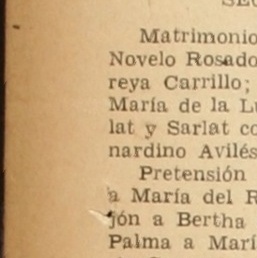 Matrimonio
Novelo Rosado
reya Carrillo;
María de la Lu
lat y Sarlat co
nardino Avilés
Pretensión
a María del R
jón a Bertha
Palma a Marí